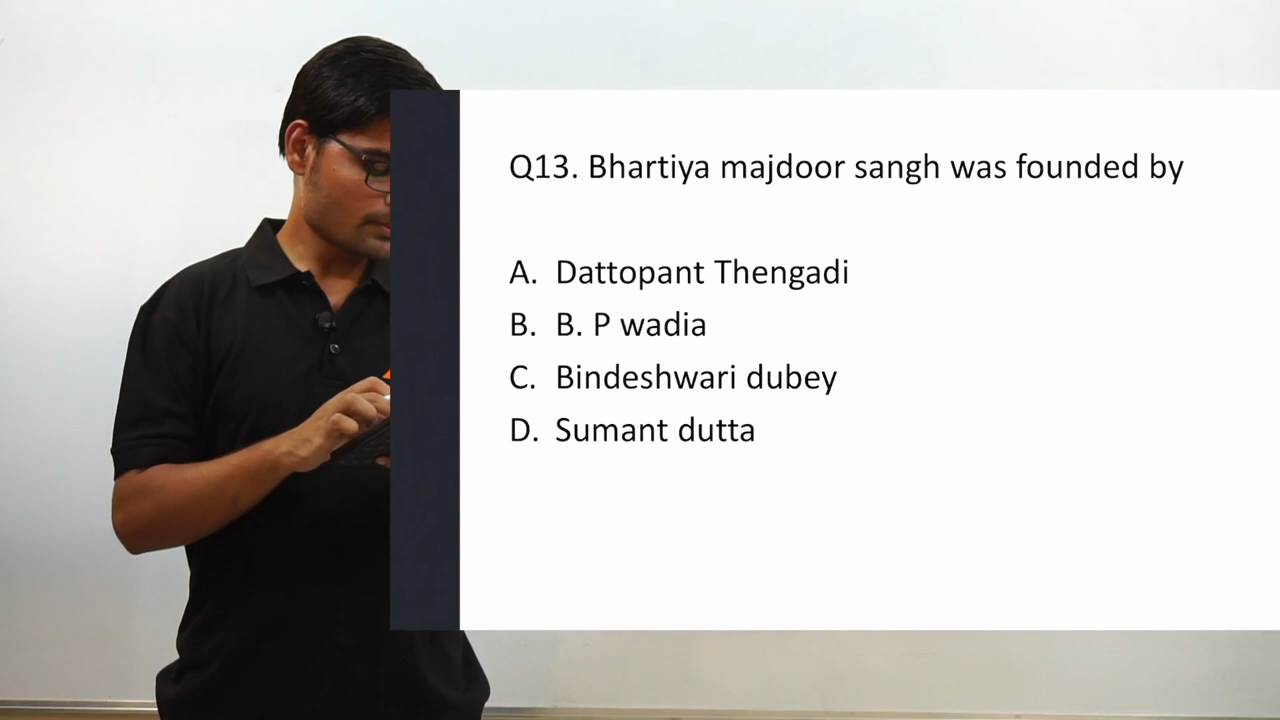 Q13. Bhartiya majdoor sangh was founded by
A. Dattopant Thengadi
B. B. P wadia
C. Bindeshwari dubey
D. Sumant dutta